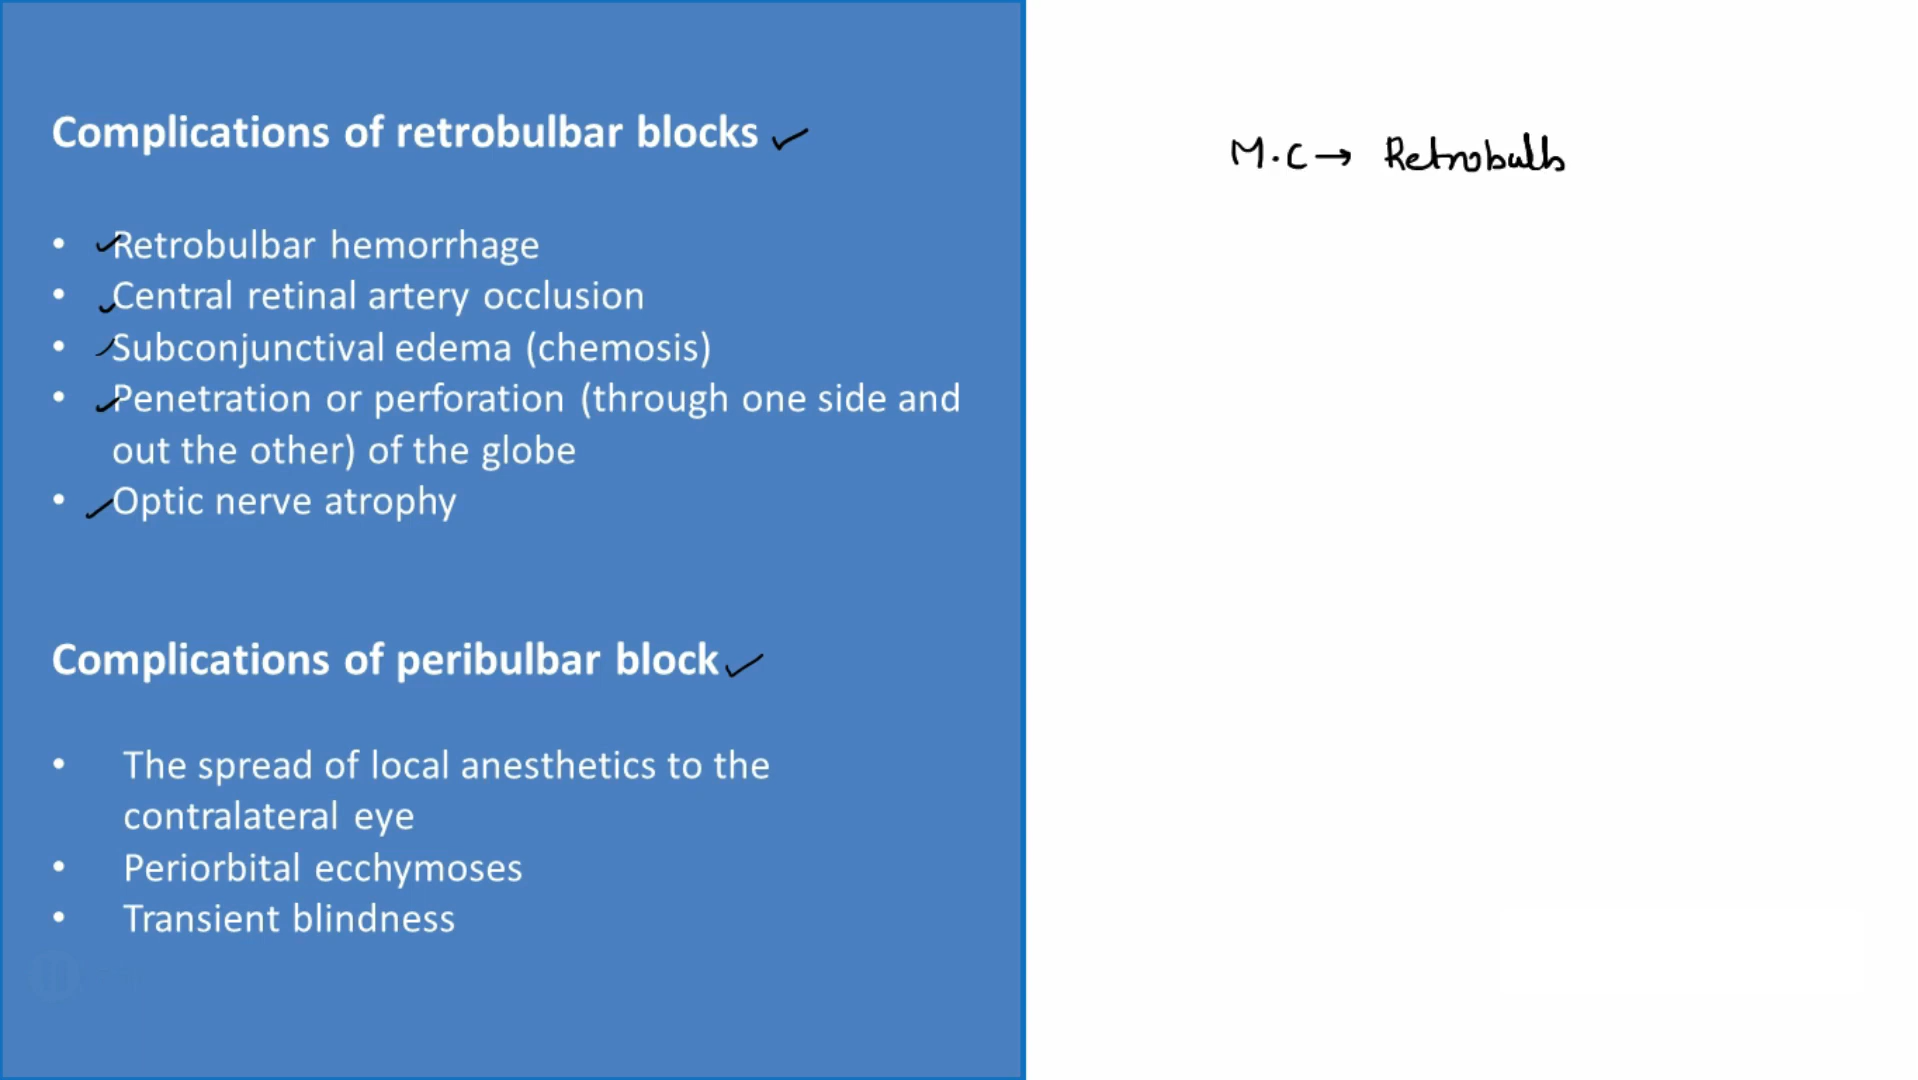 Complications of retrobulbar blocks
M.C → Retrobulb
• Retrobulbar hemorrhage
• Central retinal artery occlusion
• Subconjunctival edema (chemosis)
• Penetration or perforation (through one side and
out the other) of the globe
• Optic nerve atrophy
Complications of peribulbar block
• The spread of local anesthetics to the
contralateral eye
• Periorbital ecchymoses
• Transient blindness